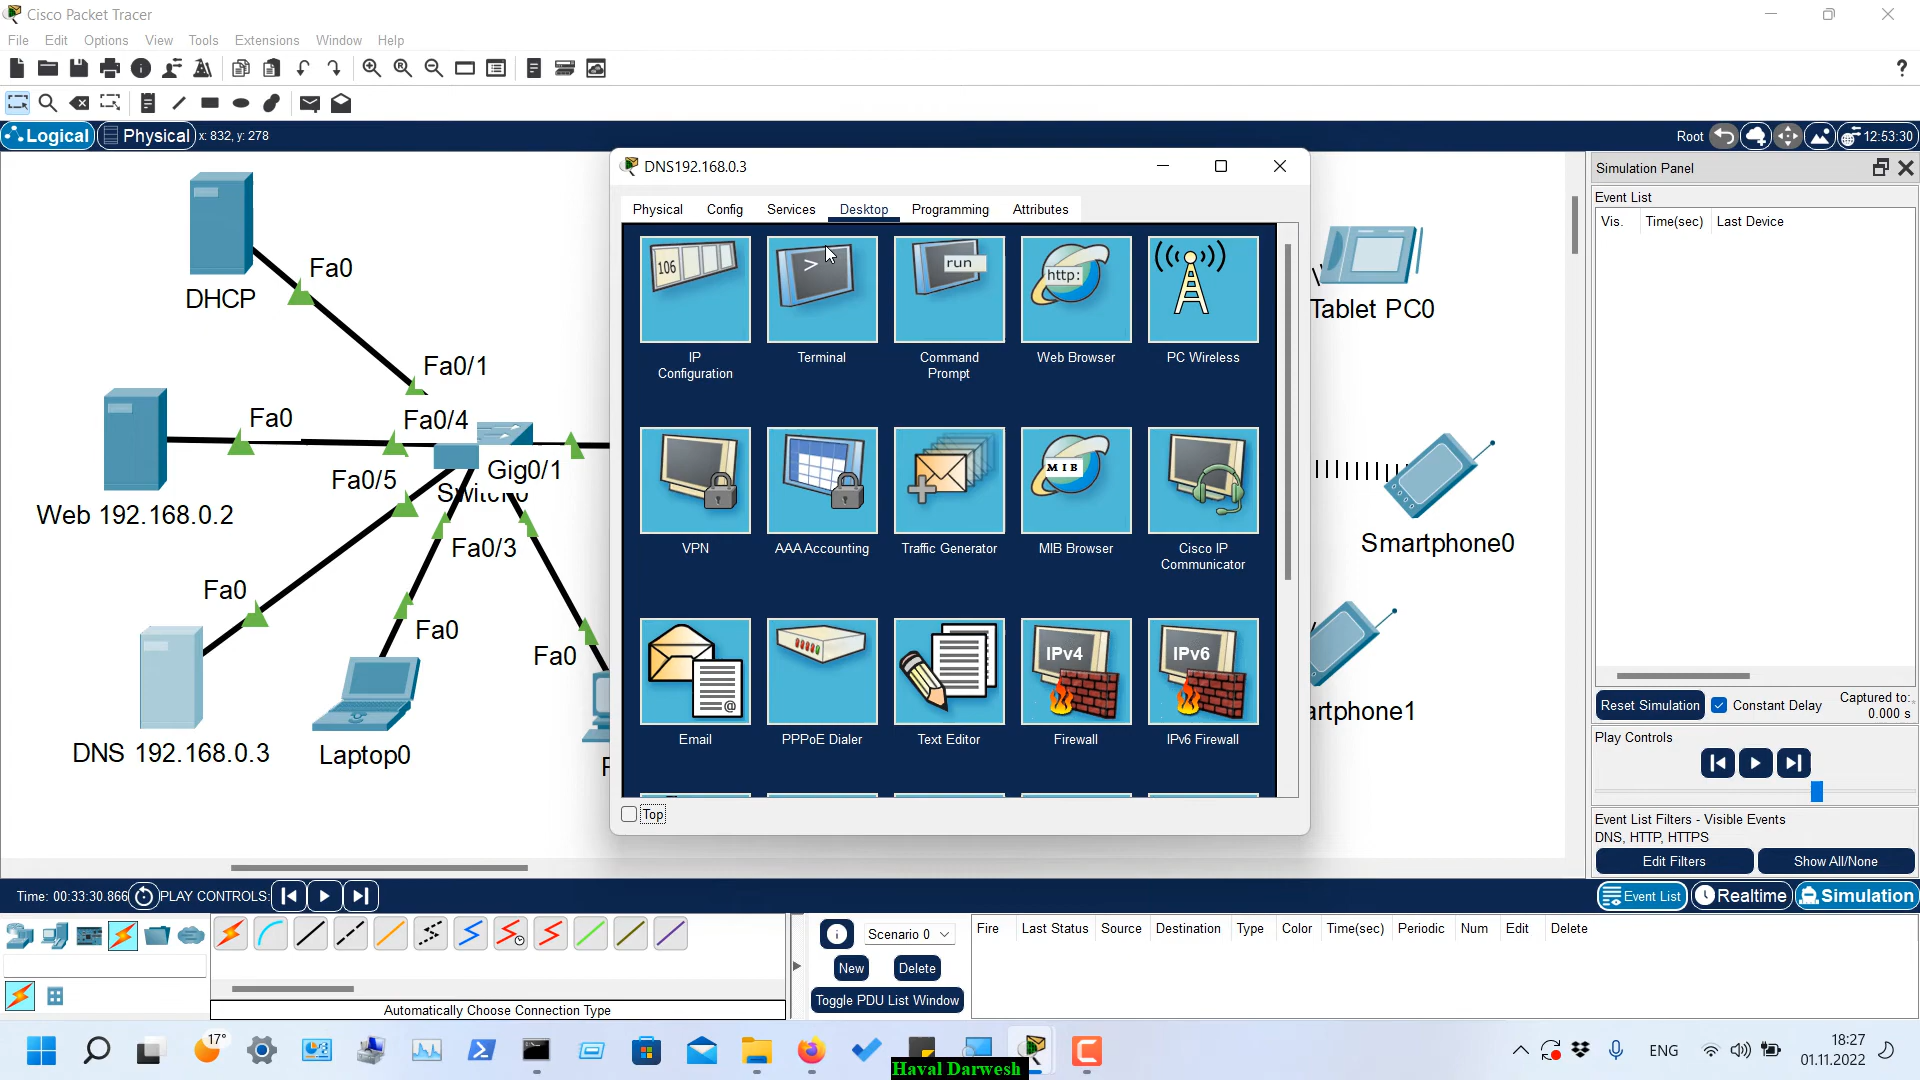 Cisco Packet Tracer
File Edit Options View Tools Extensions Window Help
Logical Physical x: 832, y: 278
Root 12:53:30
DHCP
Fa0
Fa0/1
Fa0
Fa0/4
Fa0/5
Gig0/1
Web 192.168.0.2
Fa0/3
Fa0
Fa0
Fa0
DNS 192.168.0.3
Laptop0
DNS192.168.0.3
Physical Config Services Desktop Programming Attributes
106
>
run
http:
IP Configuration
Terminal
Command Prompt
Web Browser
PC Wireless
MIB
VPN
AAA Accounting
Traffic Generator
MIB Browser
Cisco IP Communicator
@
IPv4
IPv6
Email
PPPoE Dialer
Text Editor
Firewall
IPv6 Firewall
Top
Tablet PC0
Smartphone0
artphone1
Simulation Panel
Event List
Vis. Time(sec) Last Device
Reset Simulation Constant Delay Captured to:
0.000 s
Play Controls
Event List Filters - Visible Events
DNS, HTTP, HTTPS
Edit Filters Show All/None
Time: 00:33:30.866 PLAY CONTROLS:
Event List Realtime Simulation
Scenario 0
New Delete
Toggle PDU List Window
Fire Last Status Source Destination Type Color Time(sec) Periodic Num Edit Delete
Automatically Choose Connection Type
17°
Haval Darwesh
ENG
18:27
01.11.2022